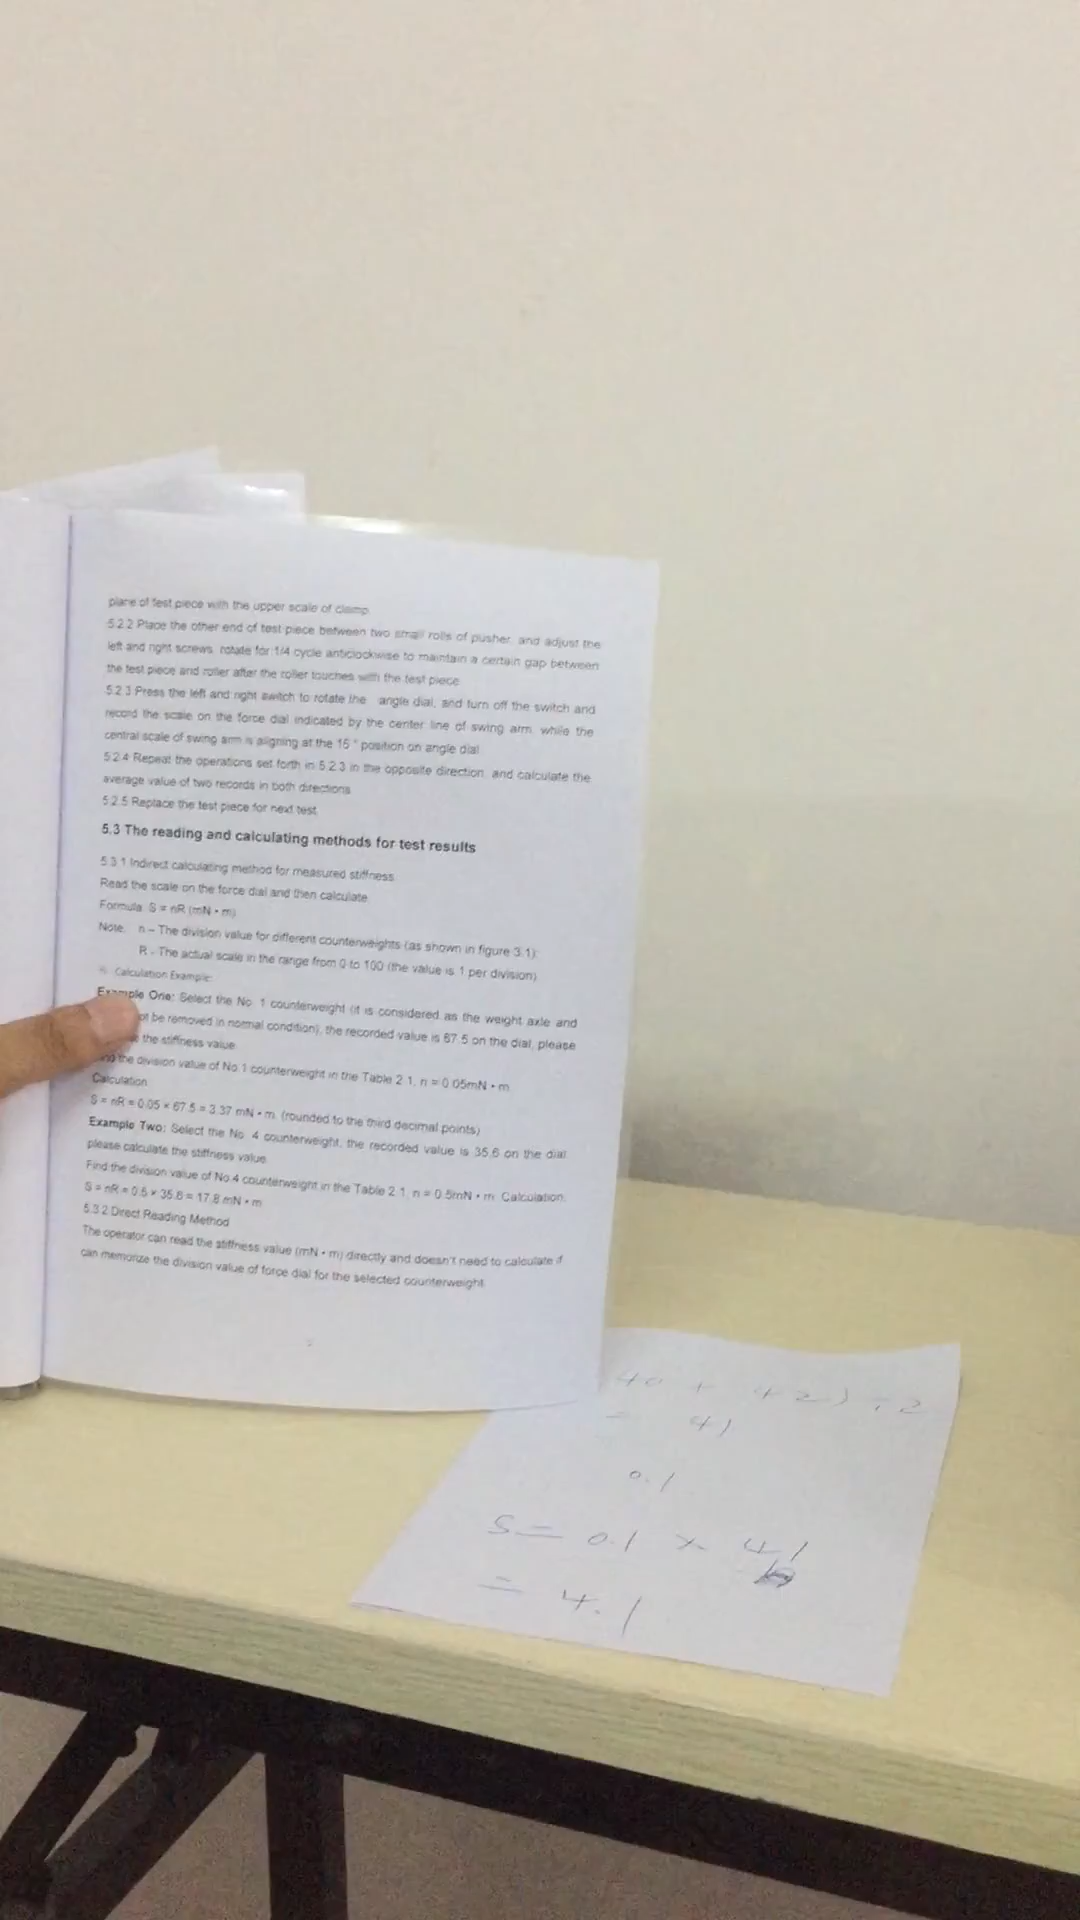 plane of test piece with the upper scale of clamp
5.2.2 Place the other end of test piece between two small rolls of pusher, and adjust the
left and right screws, rotate for 1/4 cycle anticlockwise to maintain a certain gap between
the test piece and roller after the roller touches with the test piece
5.2.3 Press the left and right switch to rotate the angle dial, and turn off the switch and
record the scale on the force dial indicated by the center line of swing arm, while the
central scale of swing arm is aligning at the 15 ° position on angle dial
5.2.4 Repeat the operations set forth in 5.2.3 in the opposite direction, and calculate the
average value of two records in both directions
5.2.5 Replace the test piece for next test
5.3 The reading and calculating methods for test results
5.3.1 Indirect calculating method for measured stiffness
Read the scale on the force dial and then calculate
Formula: S = nR (mN·m)
Note: n – The division value for different counterweights (as shown in figure 3.1);
R - The actual scale in the range from 0 to 100 (the value is 1 per division)
Calculation Example:
Example One: Select the No. 1 counterweight (it is considered as the weight axle and
be removed in normal condition), the recorded value is 67.5 on the dial, please
the stiffness value
the division value of No.1 counterweight in the Table 2.1, n = 0.05mN·m
Calculation
S = nR = 0.05 × 67.5 = 3.37 mN·m. (rounded to the third decimal points)
Example Two: Select the No. 4 counterweight, the recorded value is 35.6 on the dial
please calculate the stiffness value
Find the division value of No.4 counterweight in the Table 2.1, n = 0.5mN·m. Calculation:
S = nR = 0.5 × 35.6 = 17.8 mN·m
5.3.2 Direct Reading Method
The operator can read the stiffness value (mN·m) directly and doesn't need to calculate if
can memorize the division value of force dial for the selected counterweight
40 + 42) ÷ 2
= 41
0.1
S = 0.1 × 41
= 4.1